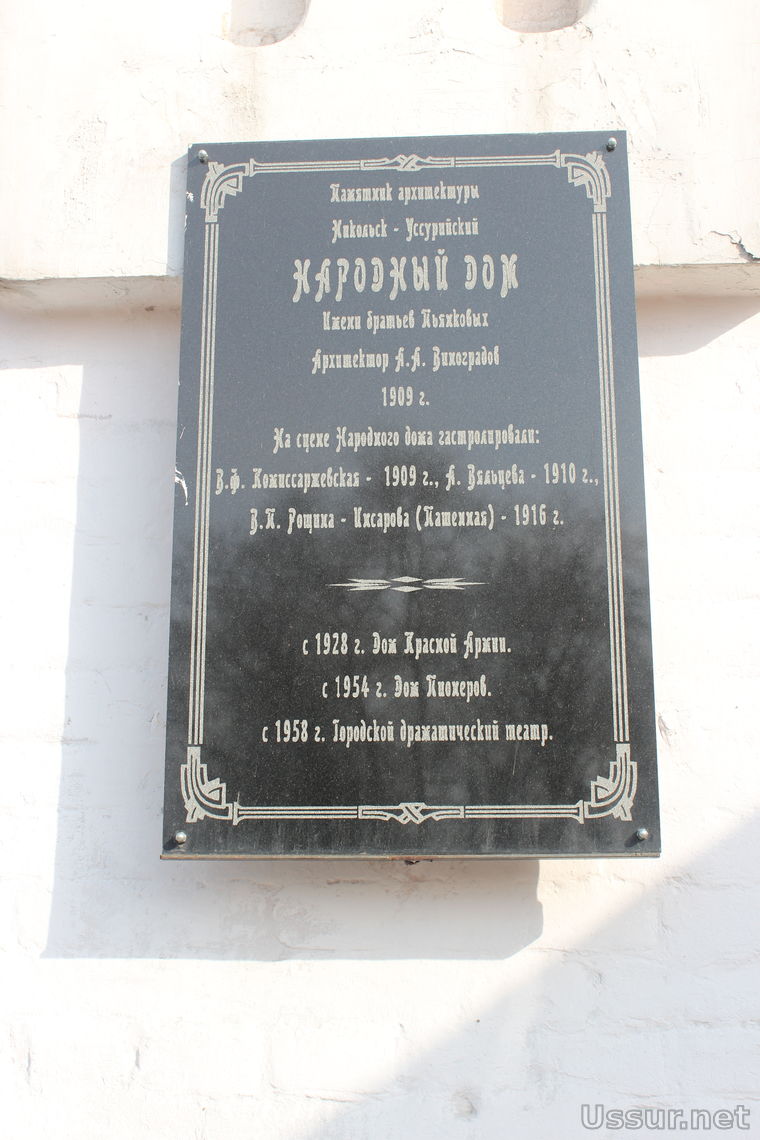 Памятник архитектуры
Никольск - Уссурийский
НАРОДНЫЙ ДОМ
Имени братьев Пьянковых
Архитектор А.А. Виноградов
1909 г.
На сцене Народного дома гастролировали:
В.Ф. Комиссаржевская - 1909 г., А. Вяльцева - 1910 г.,
В.П. Рощина - Инсарова (Пашенная) - 1916 г.
с 1928 г. Дом Красной Армии.
с 1954 г. Дом Пионеров.
с 1958 г. Городской драматический театр.
Ussur.net